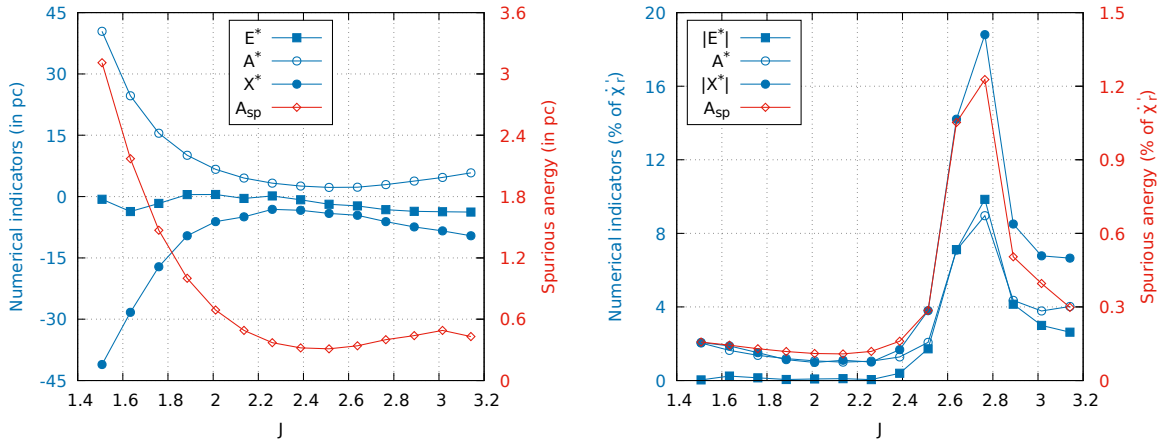 Numerical indicators (in pc)
45
30
15
0
-15
-30
-45
E*
A*
X*
A_sp
3.6
3
2.4
1.8
1.2
0.6
0
Spurious anergy (in pc)
1.4 1.6 1.8 2 2.2 2.4 2.6 2.8 3 3.2
J
Numerical indicators (% of χ̇'_r)
20
16
12
8
4
0
|E*|
A*
|X*|
A_sp
1.5
1.2
0.9
0.6
0.3
0
Spurious anergy (% of χ̇'_r)
1.4 1.6 1.8 2 2.2 2.4 2.6 2.8 3 3.2
J